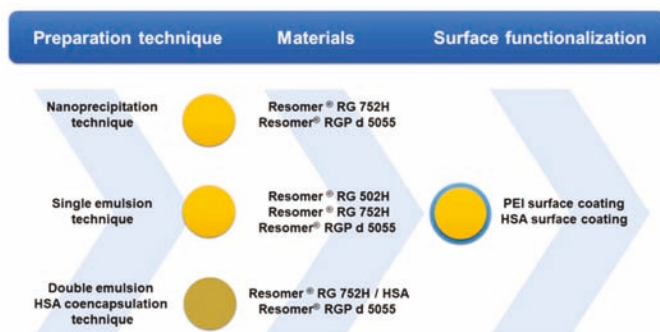 Preparation technique
Materials
Surface functionalization
Nanoprecipitation
technique
Resomer® RG 752H
Resomer® RGP d 5055
Single emulsion
technique
Resomer® RG 502H
Resomer® RG 752H
Resomer® RGP d 5055
PEI surface coating
HSA surface coating
Double emulsion
HSA coencapsulation
technique
Resomer® RG 752H / HSA
Resomer® RGP d 5055